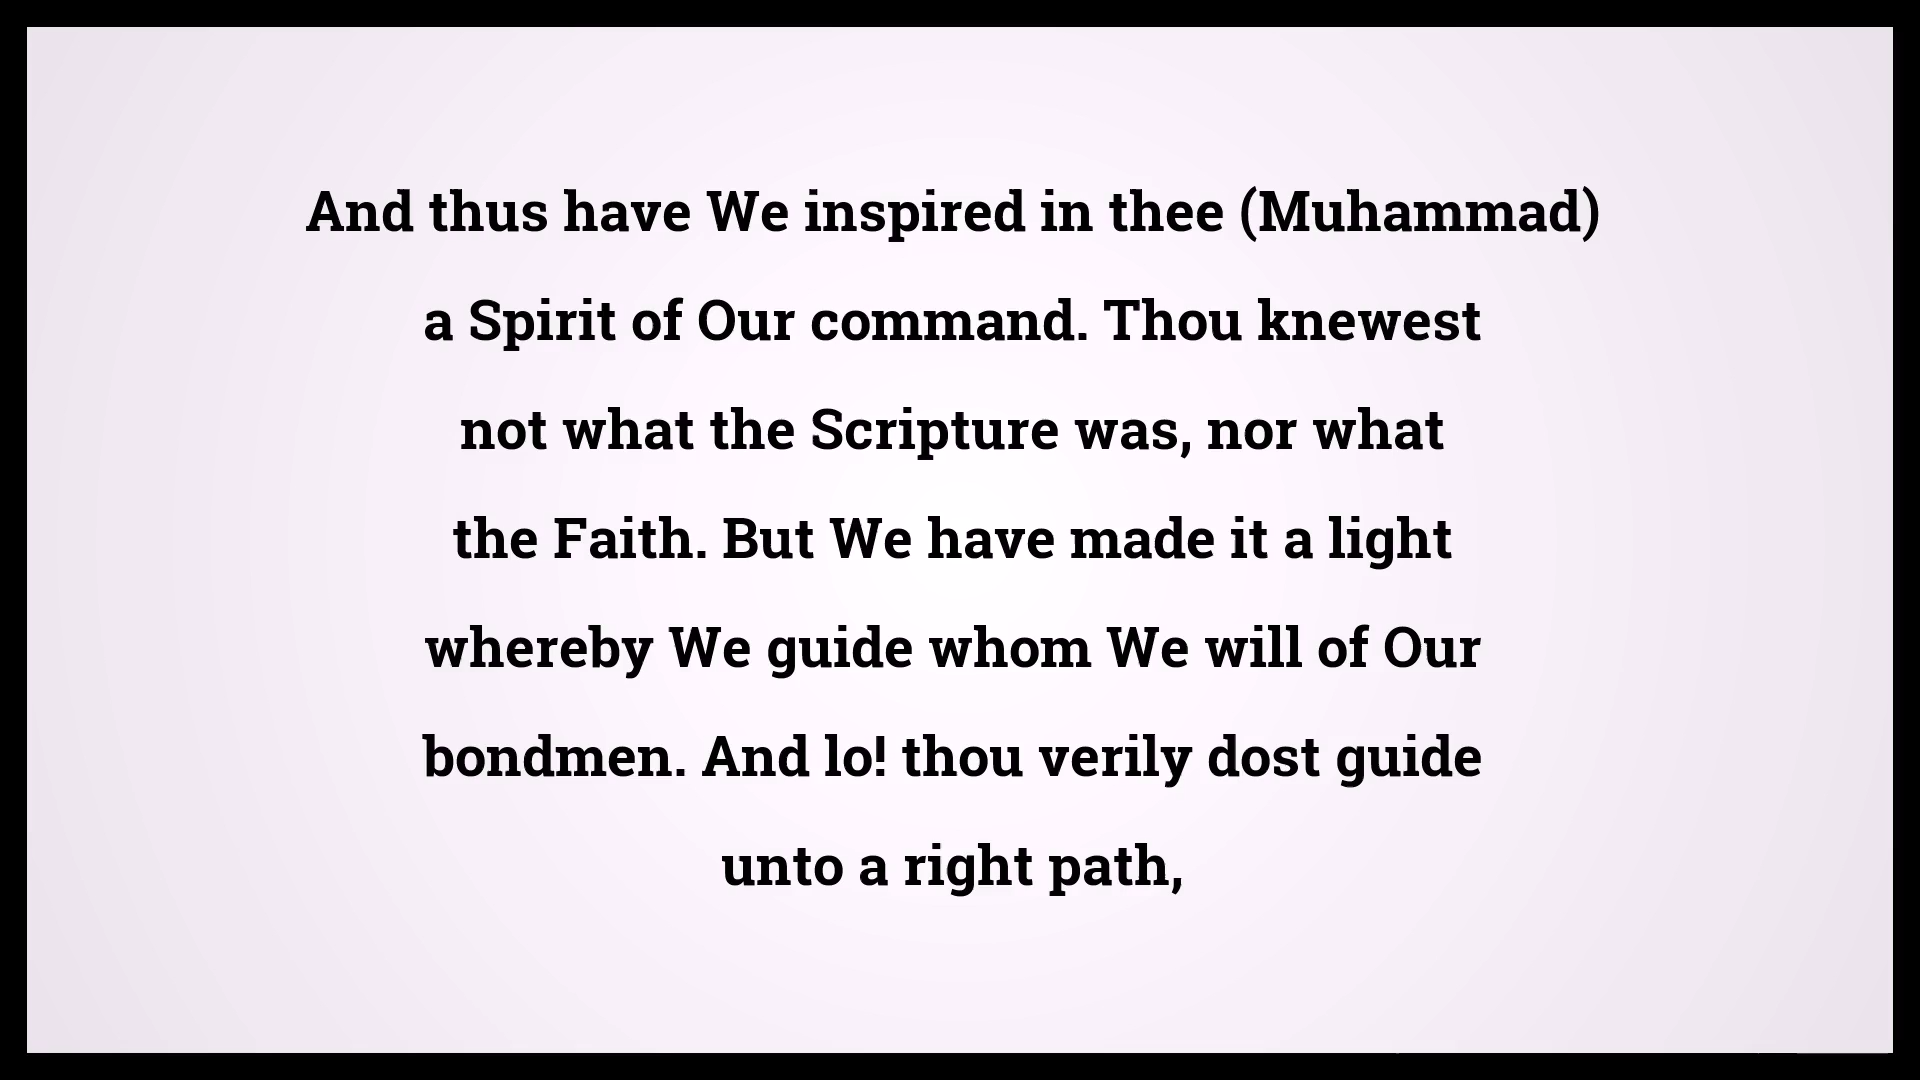 And thus have We inspired in thee (Muhammad)
a Spirit of Our command. Thou knewest
not what the Scripture was, nor what
the Faith. But We have made it a light
whereby We guide whom We will of Our
bondmen. And lo! thou verily dost guide
unto a right path,